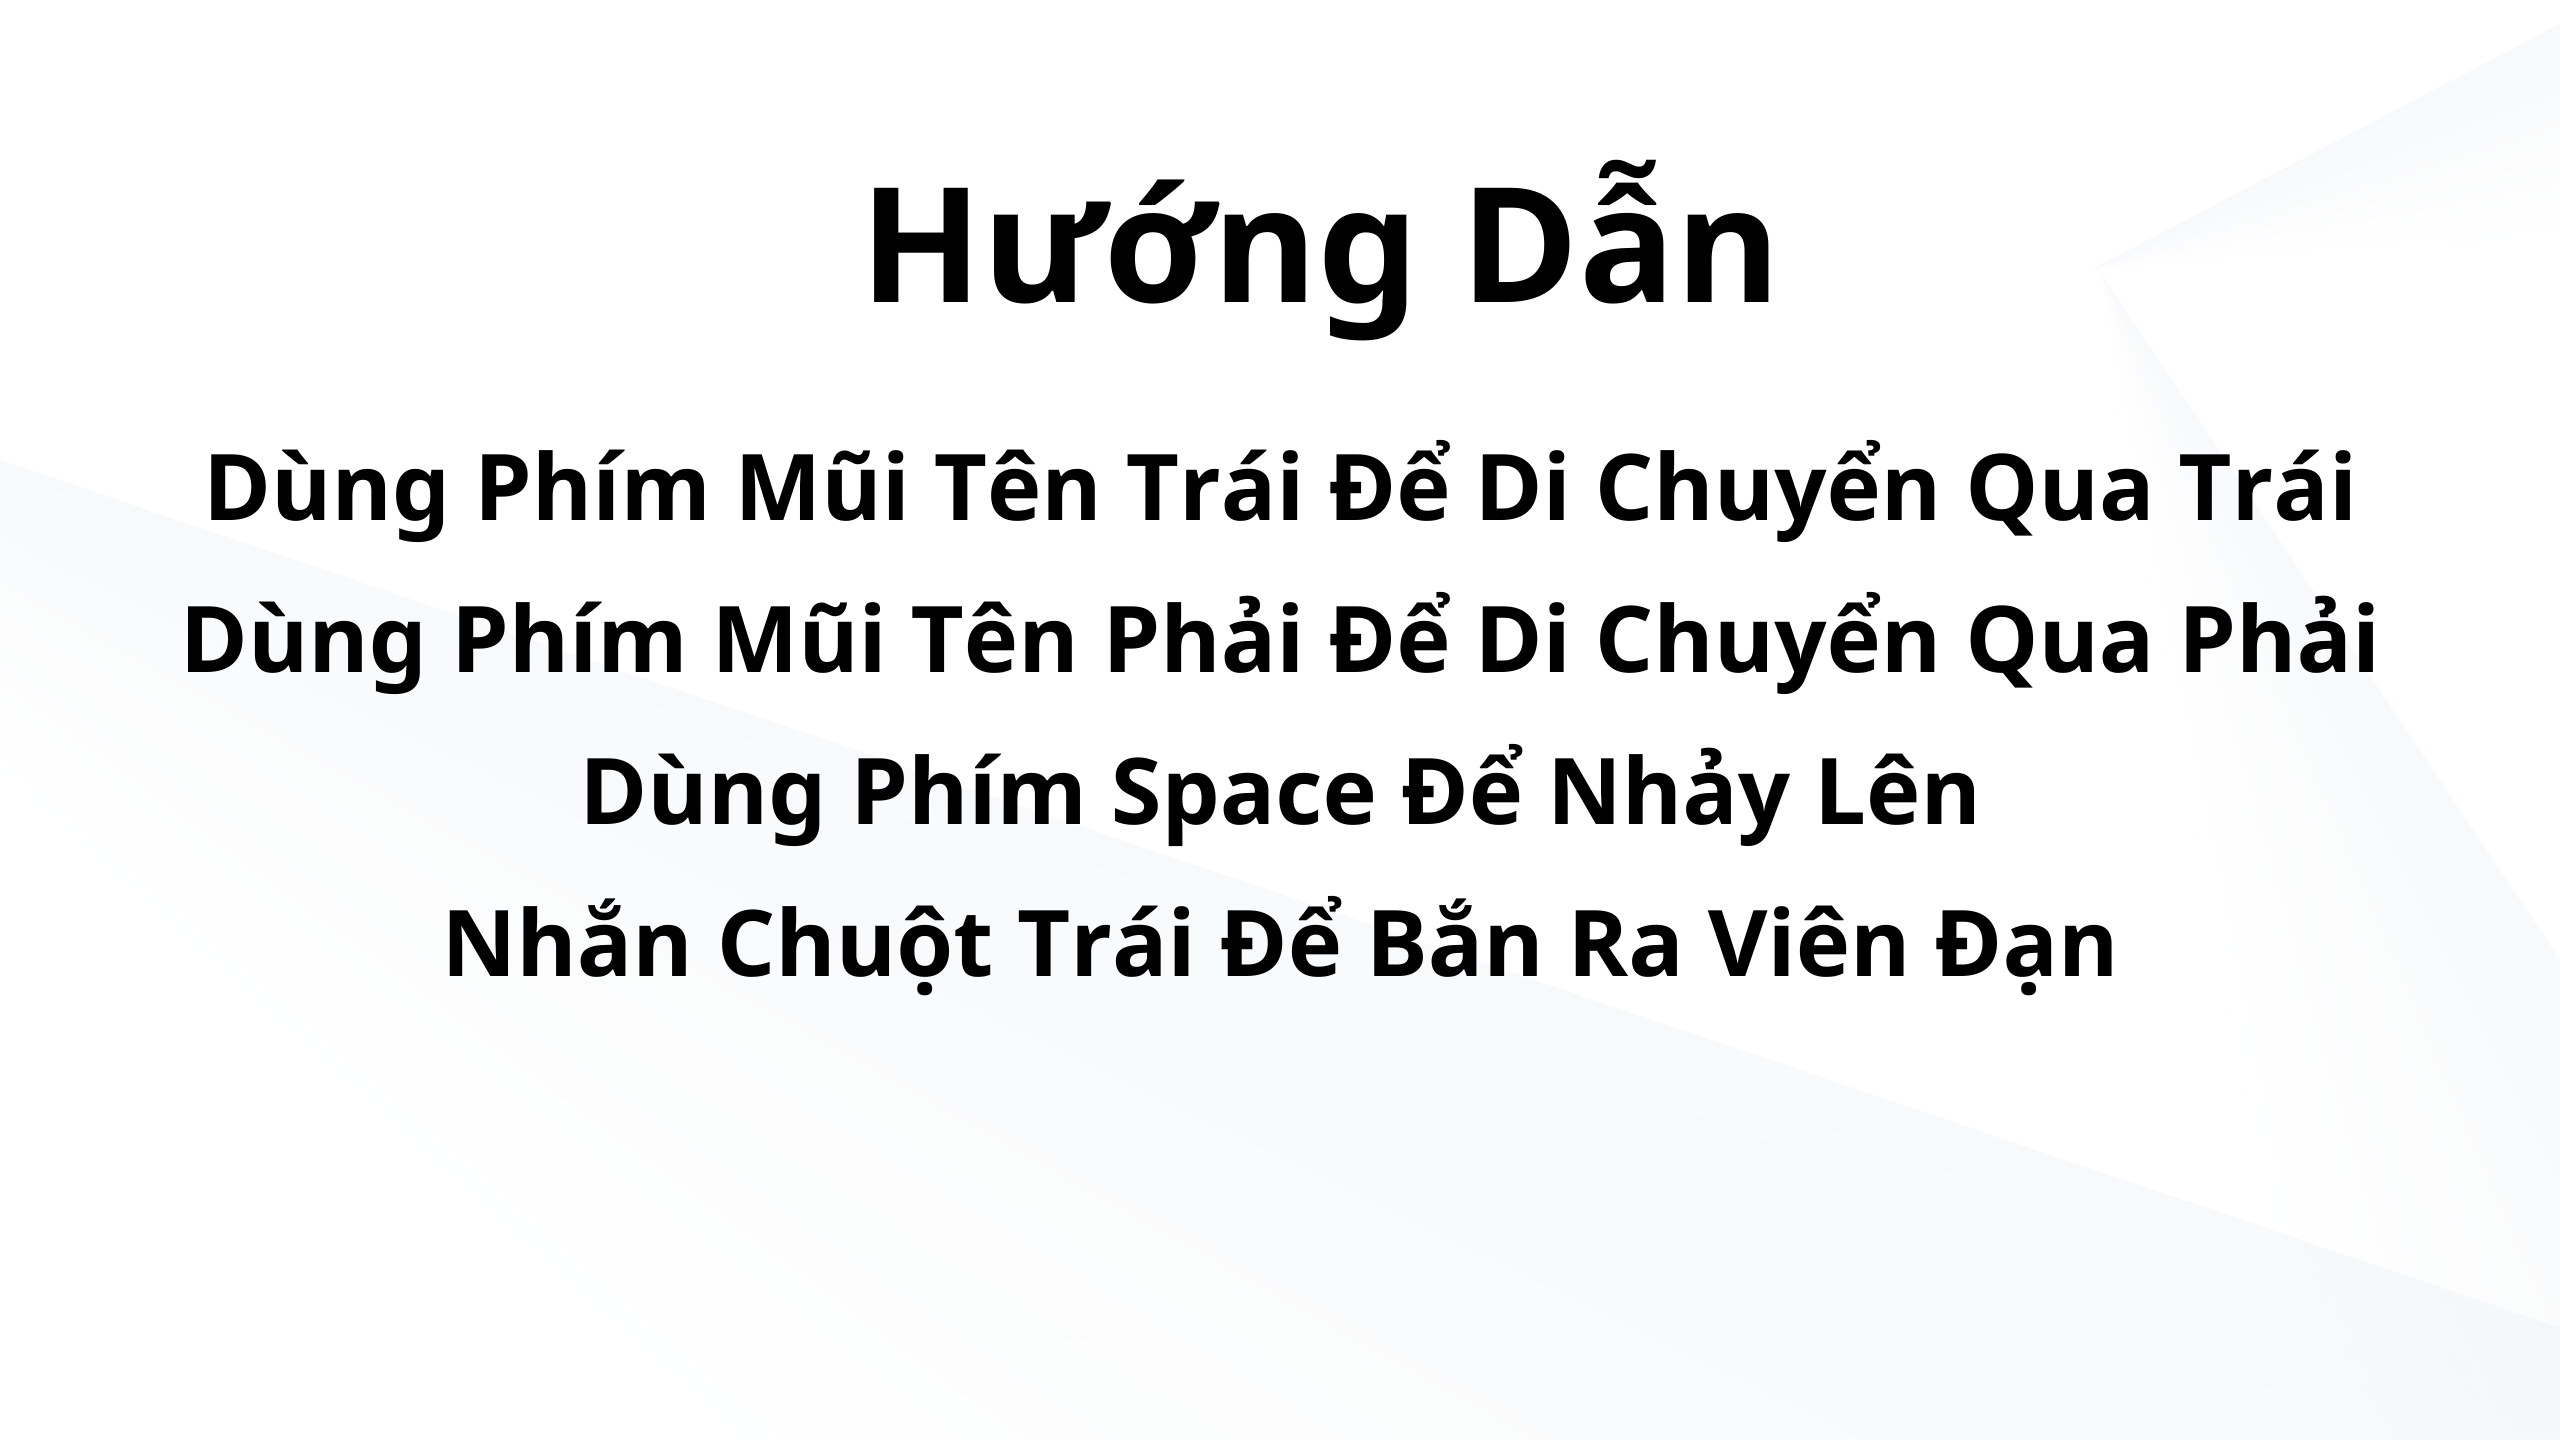 Hướng Dẫn
Dùng Phím Mũi Tên Trái Để Di Chuyển Qua Trái
Dùng Phím Mũi Tên Phải Để Di Chuyển Qua Phải
Dùng Phím Space Để Nhảy Lên
Nhắn Chuột Trái Để Bắn Ra Viên Đạn